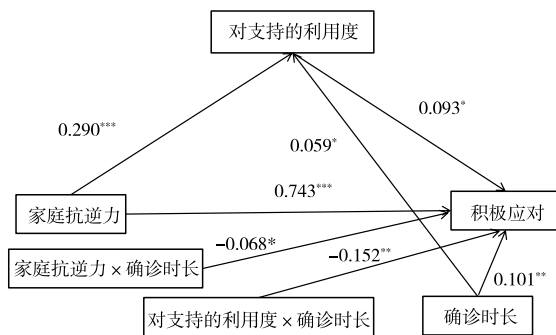 对支持的利用度
0.093*
0.290***
0.059*
0.743***
家庭抗逆力
积极应对
-0.068*
-0.152**
家庭抗逆力×确诊时长
0.101**
对支持的利用度×确诊时长
确诊时长